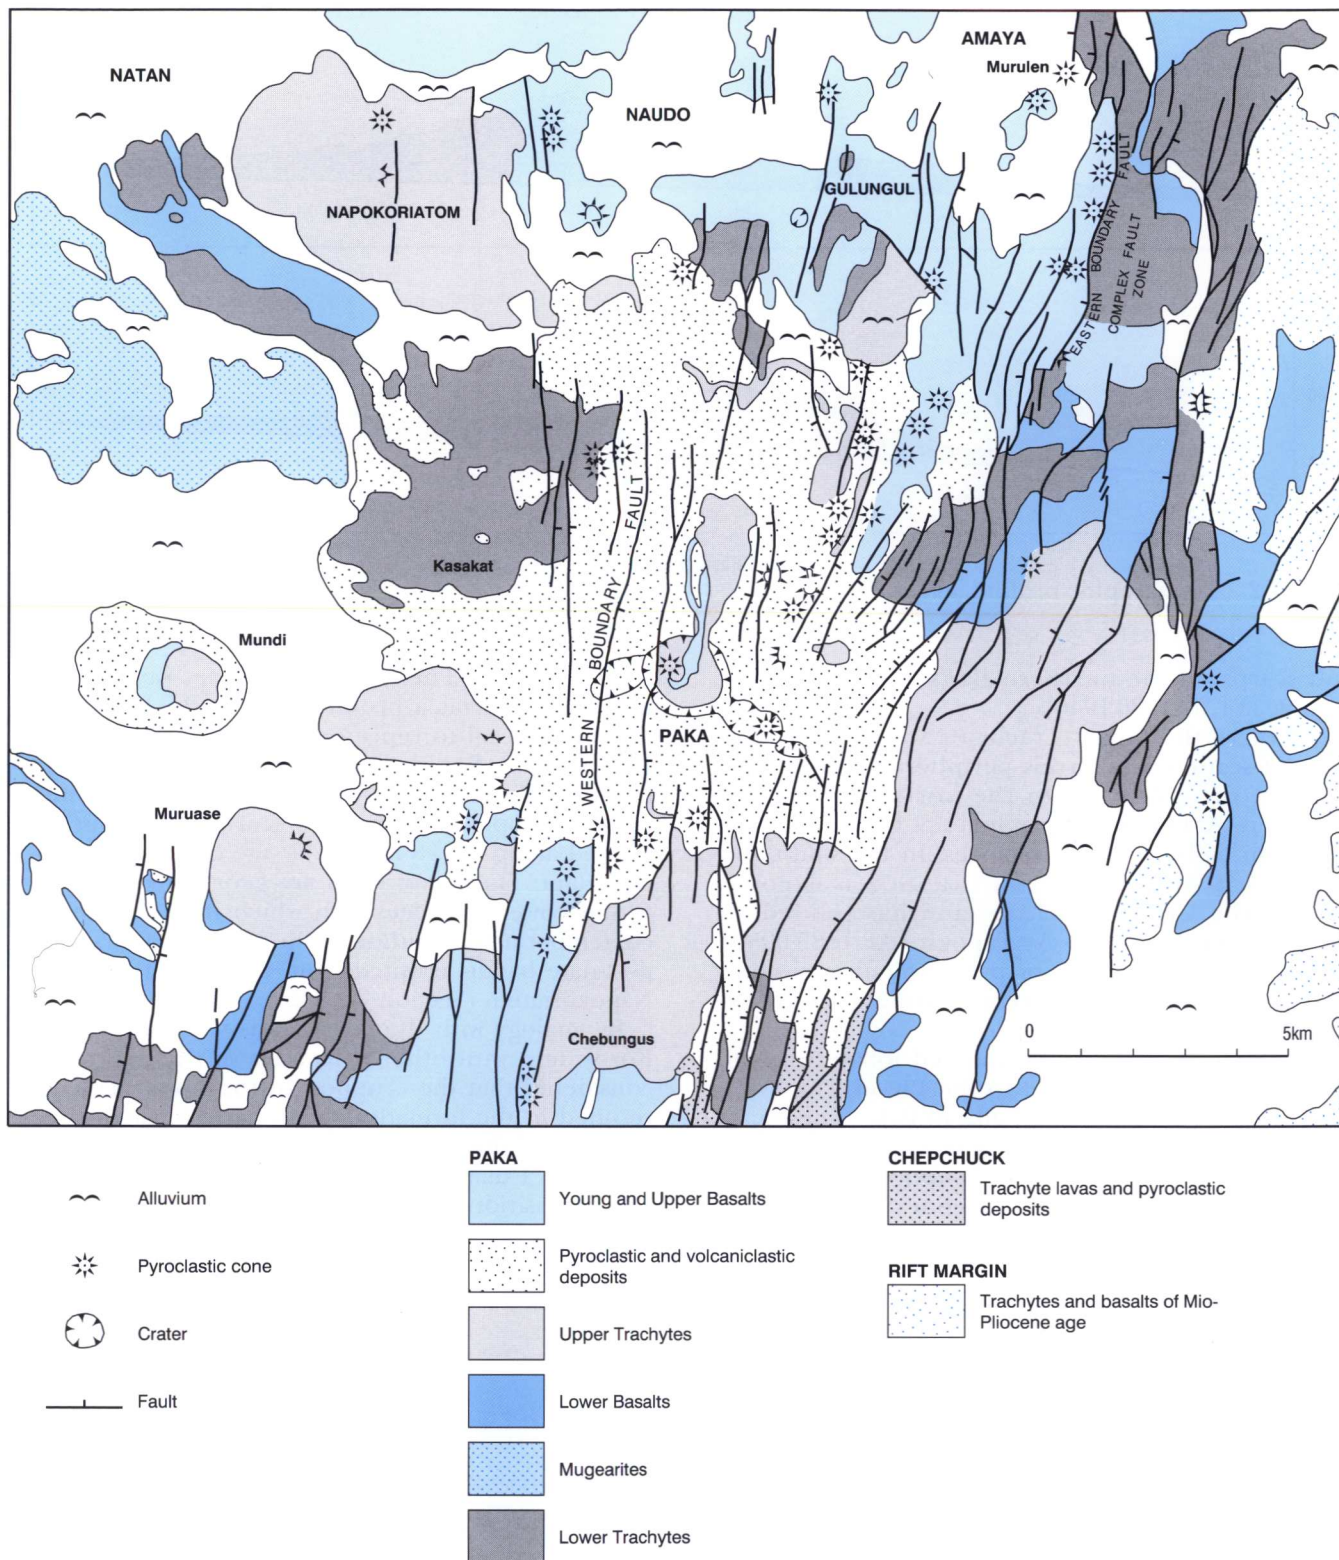 NATAN
AMAYA
Murulen
NAUDO
NAPOKORIATOM
GULUNGUL
EASTERN BOUNDARY FAULT
COMPLEX FAULT
ZONE
Kasakat
WESTERN BOUNDARY FAULT
Mundi
PAKA
Muruase
Chebungus
0
5km
Alluvium
Pyroclastic cone
Crater
Fault
PAKA
Young and Upper Basalts
Pyroclastic and volcaniclastic
deposits
Upper Trachytes
Lower Basalts
Mugearites
Lower Trachytes
CHEPCHUCK
Trachyte lavas and pyroclastic
deposits
RIFT MARGIN
Trachytes and basalts of Mio-
Pliocene age